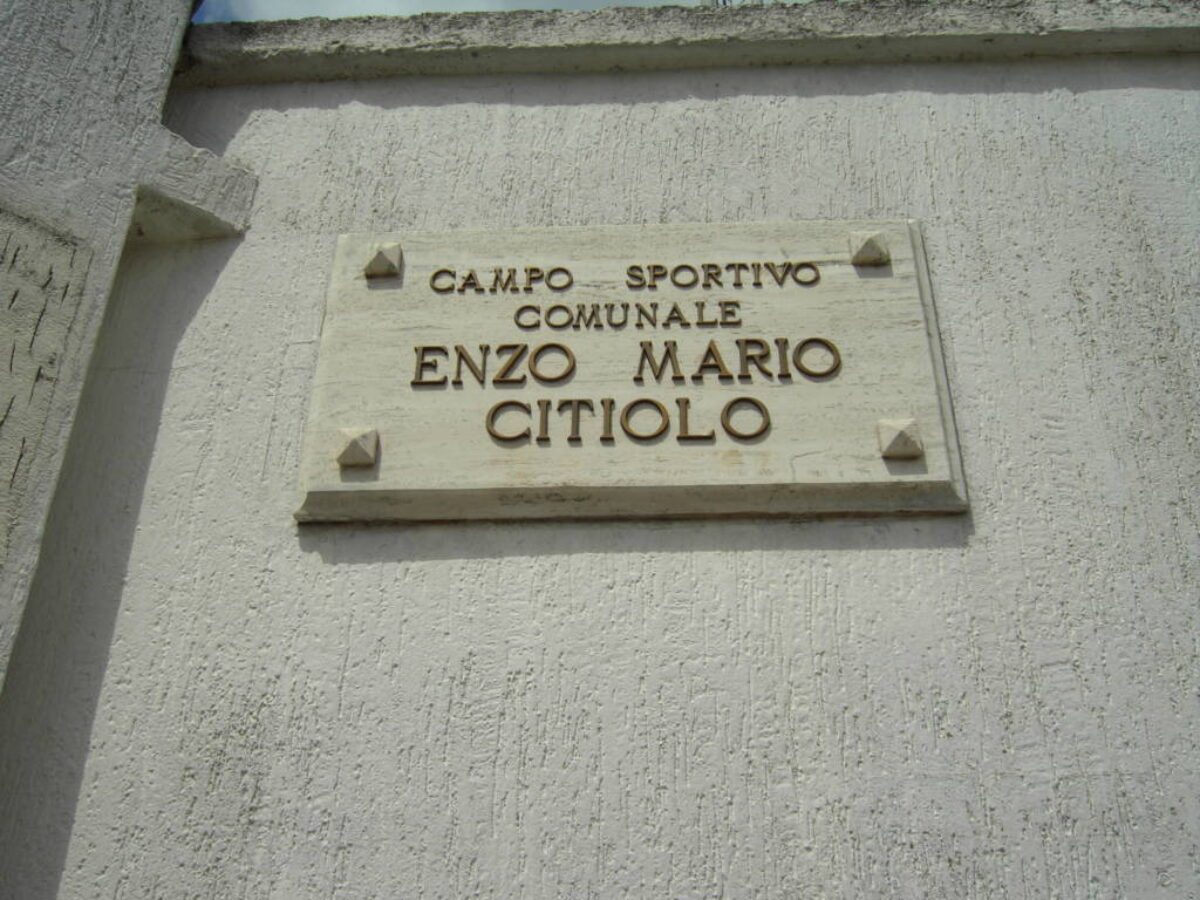 CAMPO SPORTIVO
COMUNALE
ENZO MARIO
CITIOLO